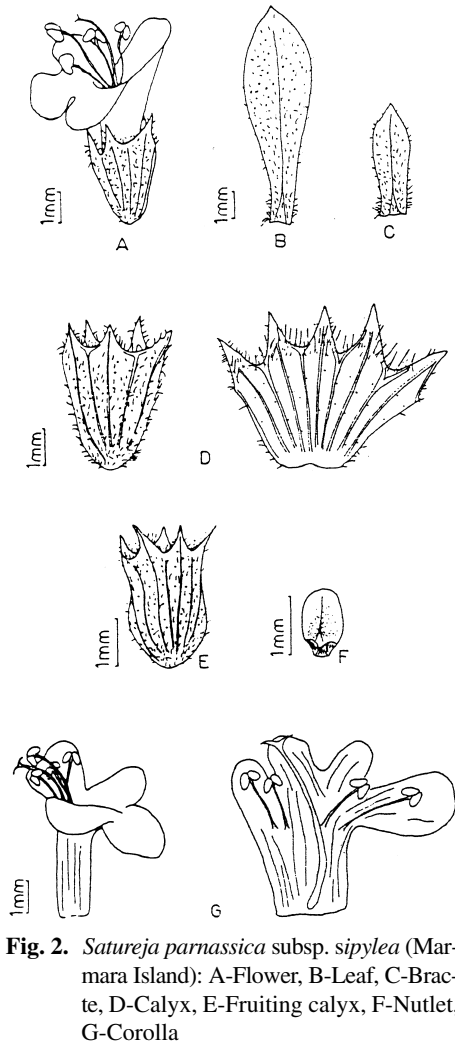 1mm
A
1mm
B
C
1mm
D
1mm
E
1mm
F
1mm
G
Fig. 2. Satureja parnassica subsp. sipylea (Mar-
mara Island): A-Flower, B-Leaf, C-Brac-
te, D-Calyx, E-Fruiting calyx, F-Nutlet,
G-Corolla